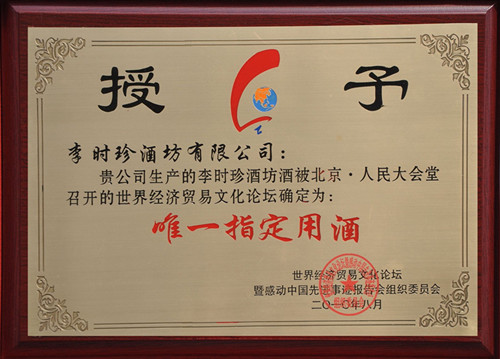 授 予
李时珍酒坊有限公司：
贵公司生产的李时珍酒坊酒被北京·人民大会堂
召开的世界经济贸易文化论坛确定为：
唯一指定用酒
世界经济贸易文化论坛
暨感动中国先进事迹报告会组织委员会
二〇一〇年八月